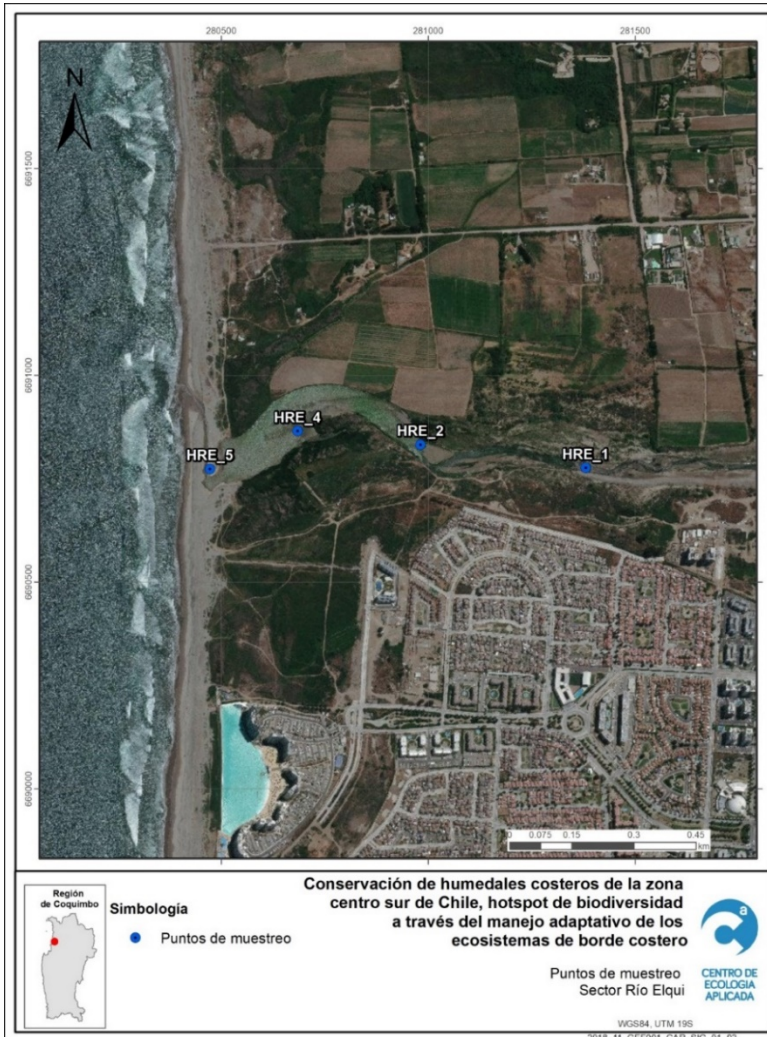 280500 281000 281500
N
6691500
6691000
HRE_4
HRE_2
HRE_5
HRE_1
6690500
6690000
0 0.075 0.15 0.3 0.45
km
Región
de Coquimbo
Simbología
Puntos de muestreo
Conservación de humedales costeros de la zona
centro sur de Chile, hotspot de biodiversidad
a través del manejo adaptativo de los
ecosistemas de borde costero
Puntos de muestreo
Sector Río Elqui
a
CENTRO DE
ECOLOGIA
APLICADA
WGS84, UTM 19S